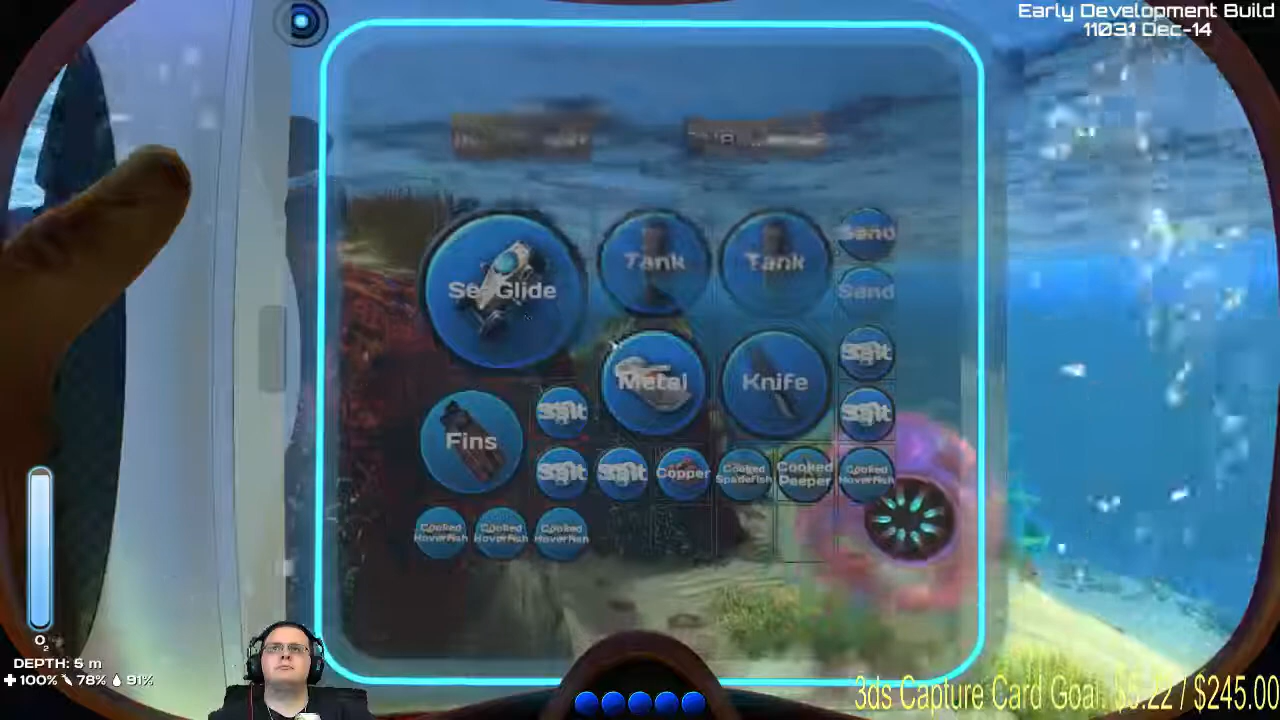 Early Development Build
11031 Dec-14
Tank
Tank
Sand
SeaGlide
Sand
Salt
Metal
Knife
Salt
Salt
Fins
Salt
Salt
Copper
Cooked Spadefish
Cooked Peeper
Cooked Hoverfish
Cooked Hoverfish
Cooked Hoverfish
Cooked Hoverfish
O₂
DEPTH: 5 m
100% 78% 91%
3ds Capture Card Goal: $5.22 / $245.00